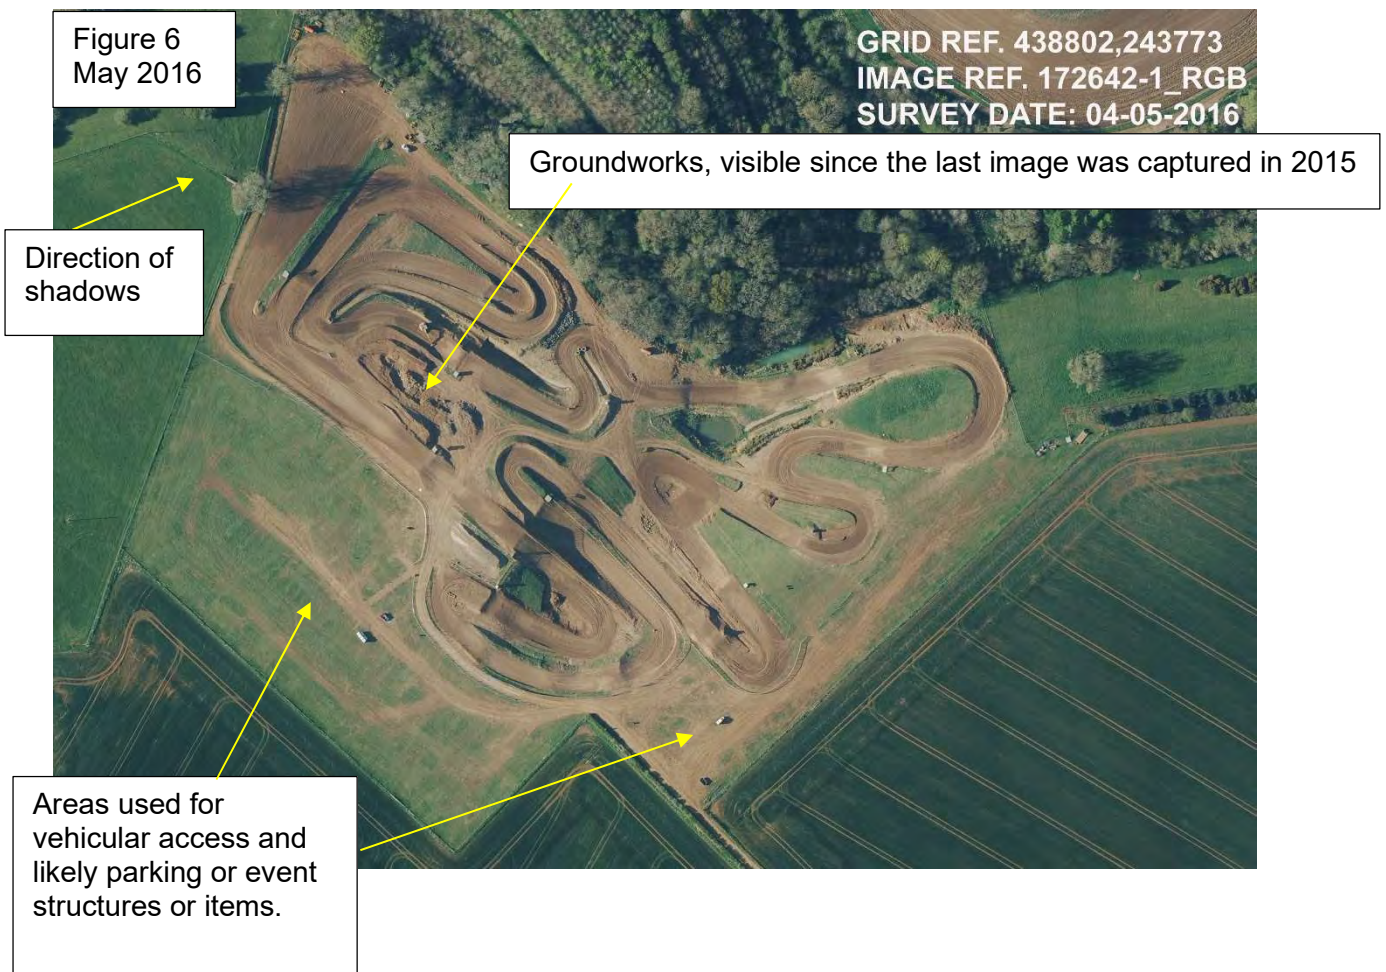 Figure 6
May 2016
GRID REF. 438802,243773
IMAGE REF. 172642-1_RGB
SURVEY DATE: 04-05-2016
Groundworks, visible since the last image was captured in 2015
Direction of
shadows
Areas used for
vehicular access and
likely parking or event
structures or items.